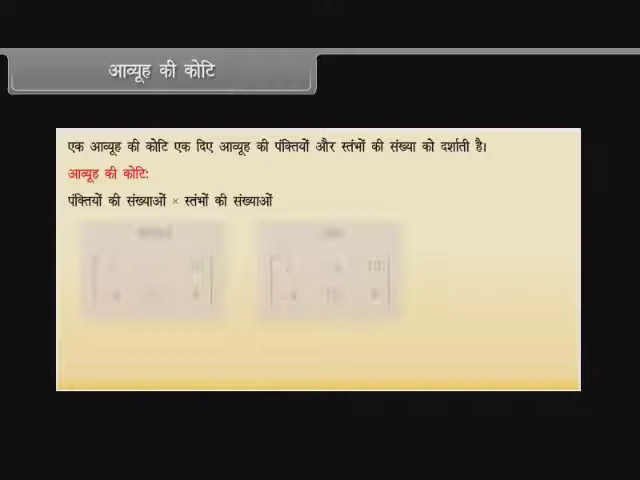 आव्यूह की कोटि
एक आव्यूह की कोटि एक दिए आव्यूह की पंक्तियों और स्तंभों की संख्या को दर्शाती है।
आव्यूह की कोटि:
पंक्तियों की संख्याओं × स्तंभों की संख्याओं